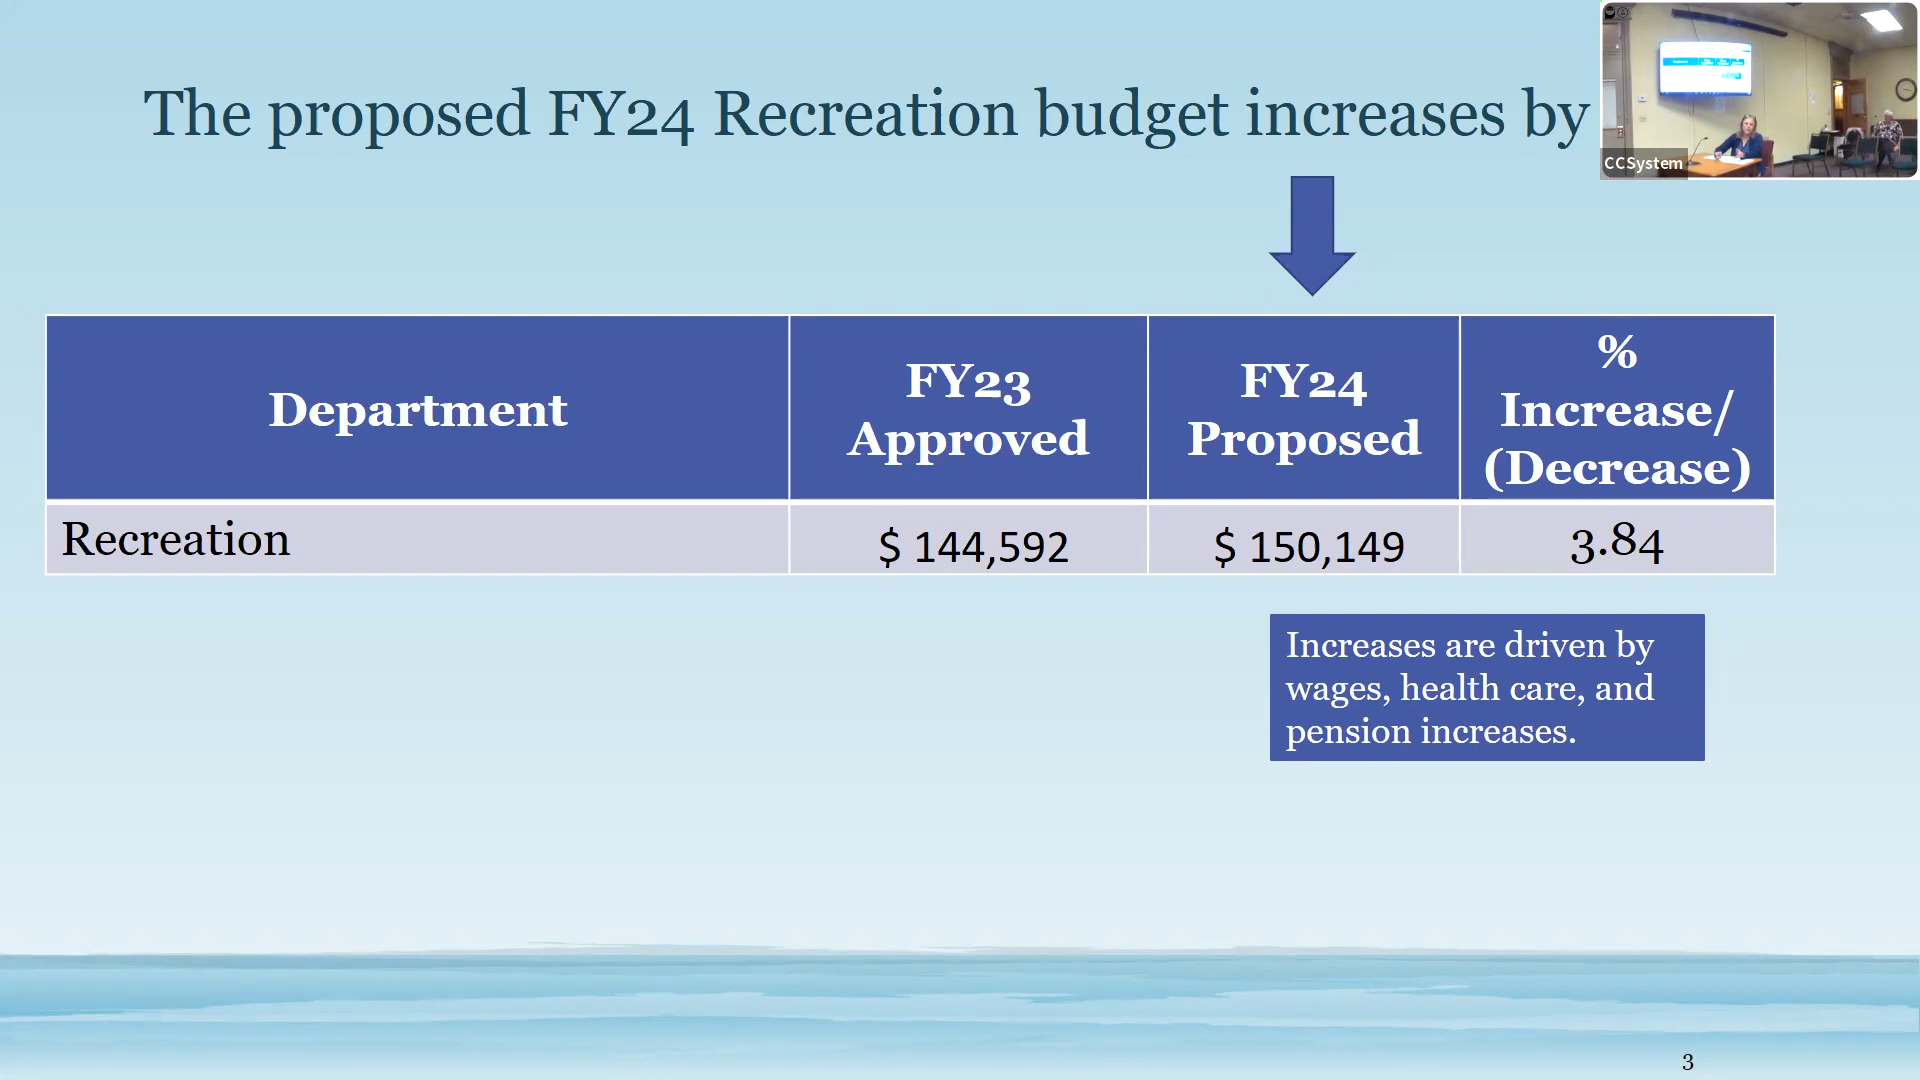 The proposed FY24 Recreation budget increases by
CCSystem
Department
FY23
Approved
FY24
Proposed
%
Increase/
(Decrease)
Recreation
$ 144,592
$ 150,149
3.84
Increases are driven by
wages, health care, and
pension increases.
3